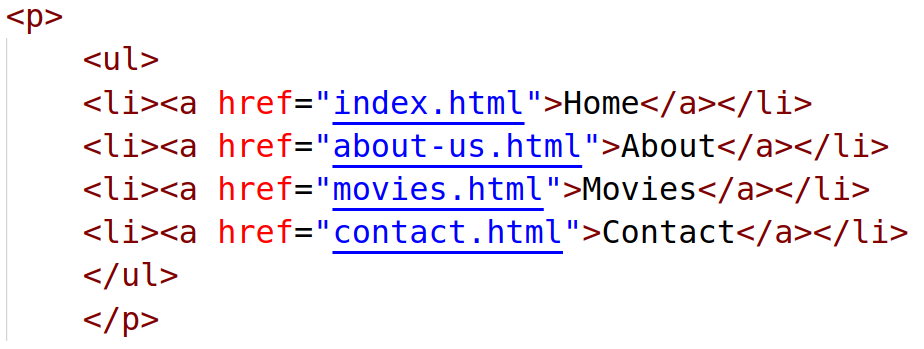 <p>
<ul>
<li><a href="index.html">Home</a></li>
<li><a href="about-us.html">About</a></li>
<li><a href="movies.html">Movies</a></li>
<li><a href="contact.html">Contact</a></li>
</ul>
</p>